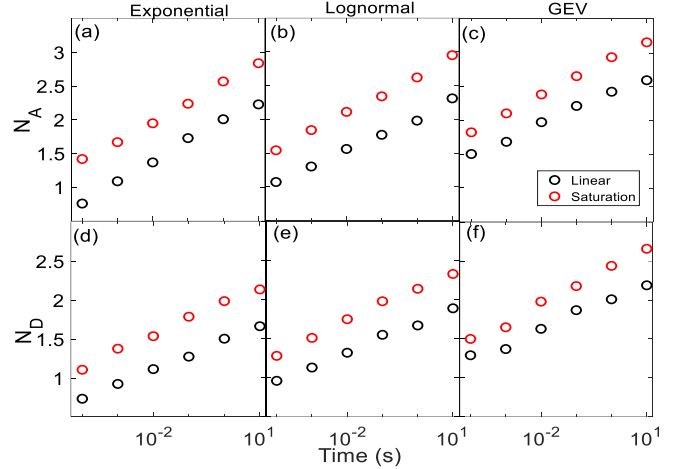 Exponential Lognormal GEV
(a) (b) (c)
3
2.5
2
1.5
1
N_A
Linear
Saturation
(d) (e) (f)
2.5
2
1.5
1
N_D
10^-2 10^1 10^-2 10^1 10^-2 10^1
Time (s)